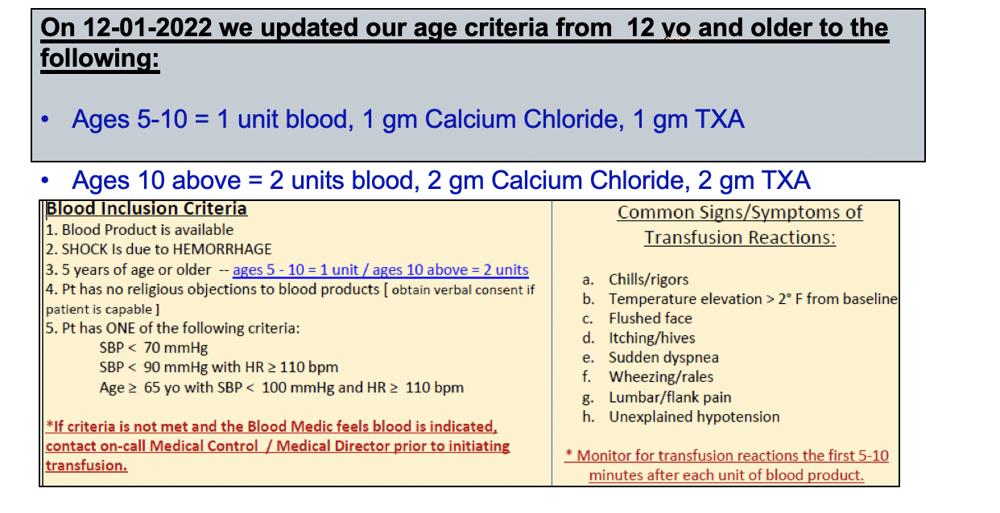 On 12-01-2022 we updated our age criteria from 12 yo and older to the
following:
• Ages 5-10 = 1 unit blood, 1 gm Calcium Chloride, 1 gm TXA
• Ages 10 above = 2 units blood, 2 gm Calcium Chloride, 2 gm TXA
Blood Inclusion Criteria
1. Blood Product is available
2. SHOCK Is due to HEMORRHAGE
3. 5 years of age or older -- ages 5 - 10 = 1 unit / ages 10 above = 2 units
4. Pt has no religious objections to blood products [ obtain verbal consent if
patient is capable ]
5. Pt has ONE of the following criteria:
SBP < 70 mmHg
SBP < 90 mmHg with HR ≥ 110 bpm
Age ≥ 65 yo with SBP < 100 mmHg and HR ≥ 110 bpm
*If criteria is not met and the Blood Medic feels blood is indicated,
contact on-call Medical Control / Medical Director prior to initiating
transfusion.
Common Signs/Symptoms of
Transfusion Reactions:
a. Chills/rigors
b. Temperature elevation > 2° F from baseline
c. Flushed face
d. Itching/hives
e. Sudden dyspnea
f. Wheezing/rales
g. Lumbar/flank pain
h. Unexplained hypotension
* Monitor for transfusion reactions the first 5-10
minutes after each unit of blood product.